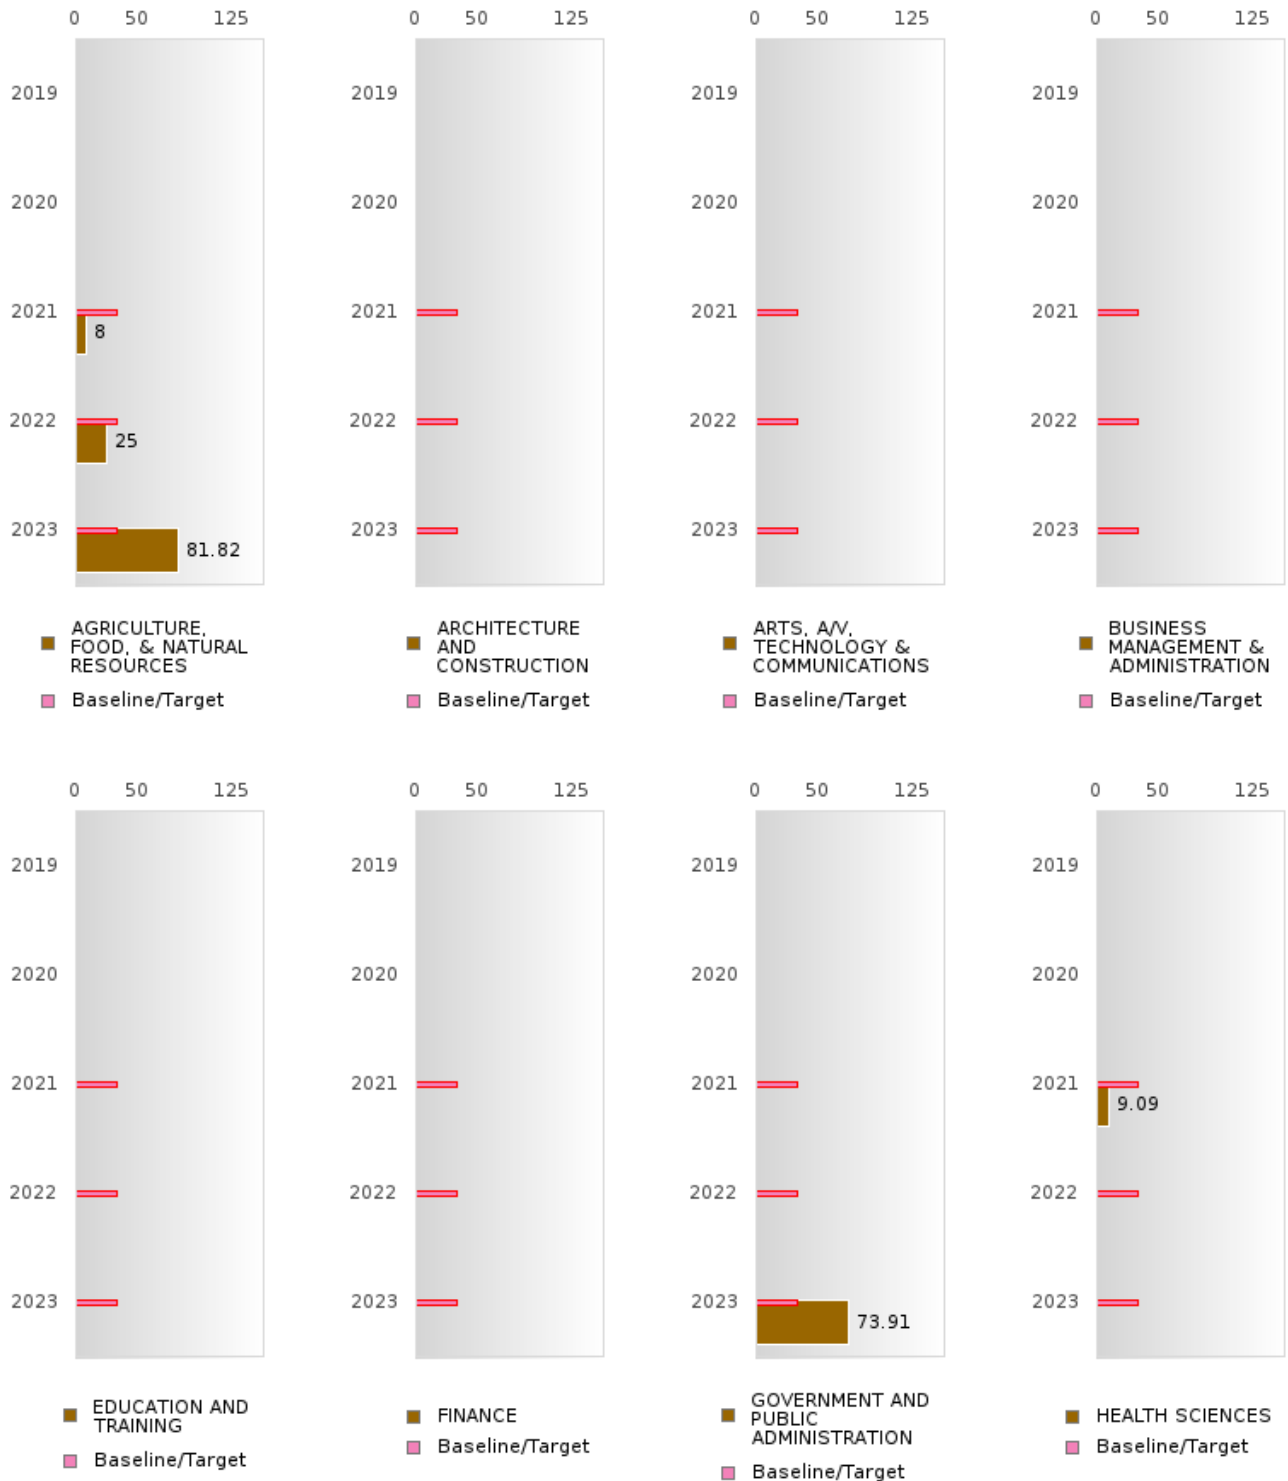 0 50 125
2019
2020
2021
8
2022
25
2023
81.82
AGRICULTURE,
FOOD, & NATURAL
RESOURCES
Baseline/Target
0 50 125
2019
2020
2021
2022
2023
ARCHITECTURE
AND
CONSTRUCTION
Baseline/Target
0 50 125
2019
2020
2021
2022
2023
ARTS, A/V,
TECHNOLOGY &
COMMUNICATIONS
Baseline/Target
0 50 125
2019
2020
2021
2022
2023
BUSINESS
MANAGEMENT &
ADMINISTRATION
Baseline/Target
0 50 125
2019
2020
2021
2022
2023
EDUCATION AND
TRAINING
Baseline/Target
0 50 125
2019
2020
2021
2022
2023
FINANCE
Baseline/Target
0 50 125
2019
2020
2021
2022
2023
73.91
GOVERNMENT AND
PUBLIC
ADMINISTRATION
Baseline/Target
0 50 125
2019
2020
2021
9.09
2022
2023
HEALTH SCIENCES
Baseline/Target